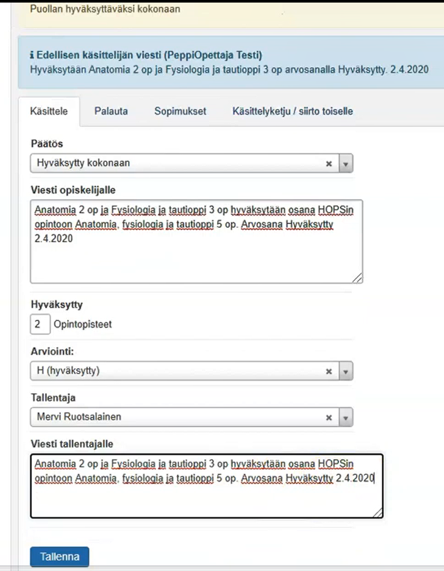 Puollan hyväksyttäväksi kokonaan
Edellisen käsittelijän viesti (PeppiOpettaja Testi)
Hyväksytään Anatomia 2 op ja Fysiologia ja tautioppi 3 op arvosanalla Hyväksytty. 2.4.2020
Käsittele Palauta Sopimukset Käsittelyketju / siirto toiselle
Päätös
Hyväksytty kokonaan
Viesti opiskelijalle
Anatomia 2 op ja Fysiologia ja tautioppi 3 op hyväksytään osana HOPSin
opintoon Anatomia, fysiologia ja tautioppi 5 op. Arvosana Hyväksytty
2.4.2020
Hyväksytty
2 Opintopisteet
Arviointi:
H (hyväksytty)
Tallentaja
Mervi Ruotsalainen
Viesti tallentajalle
Anatomia 2 op ja Fysiologia ja tautioppi 3 op hyväksytään osana HOPSin
opintoon Anatomia, fysiologia ja tautioppi 5 op. Arvosana Hyväksytty 2.4.2020
Tallenna